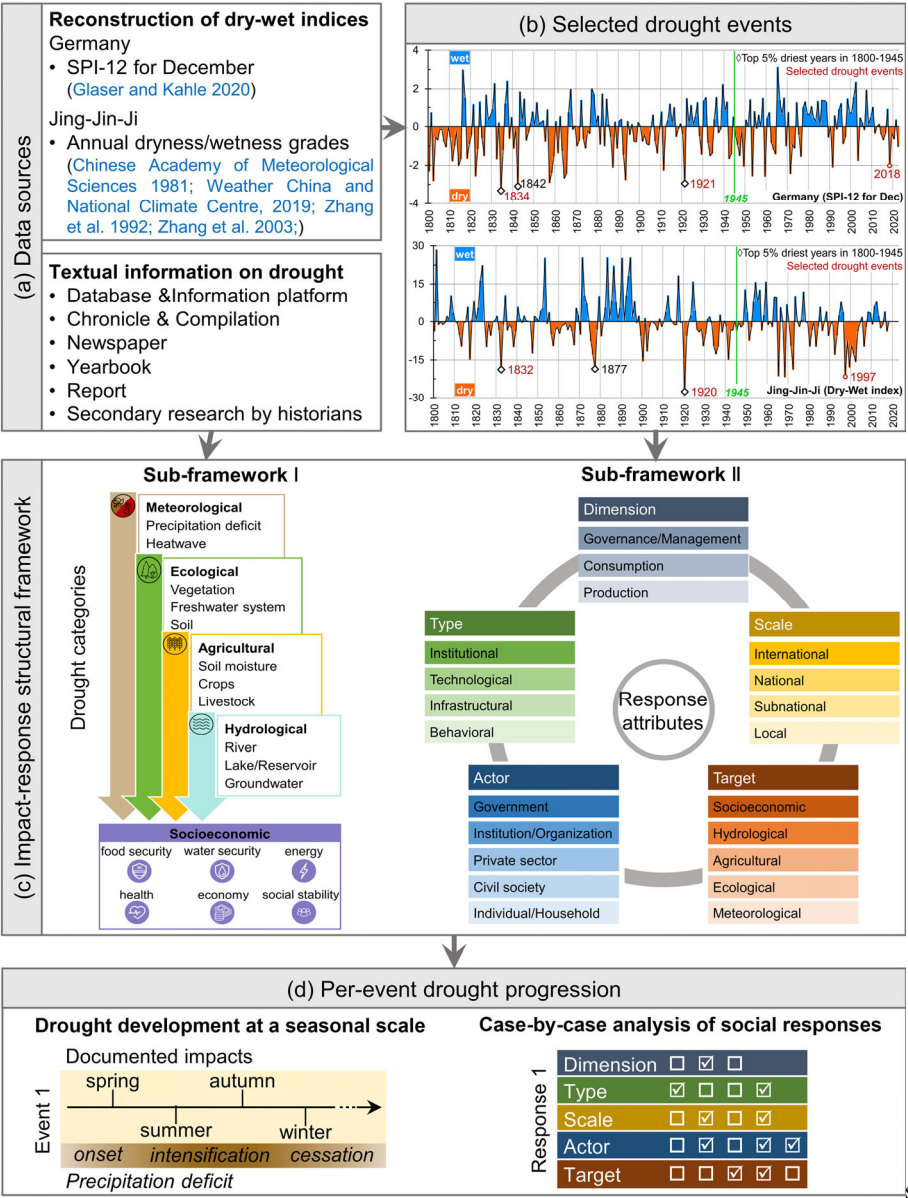 (a) Data sources
Reconstruction of dry-wet indices
Germany
• SPI-12 for December
(Glaser and Kahle 2020)
Jing-Jin-Ji
• Annual dryness/wetness grades
(Chinese Academy of Meteorological
Sciences 1981; Weather China and
National Climate Centre, 2019; Zhang
et al. 1992; Zhang et al. 2003;)
Textual information on drought
• Database &Information platform
• Chronicle & Compilation
• Newspaper
• Yearbook
• Report
• Secondary research by historians
(b) Selected drought events
4
2
0
-2
-4
wet
dry
◊Top 5% driest years in 1800-1945
Selected drought events
1834
1842
1921
2018
1945
Germany (SPI-12 for Dec)
1800
1810
1820
1830
1840
1850
1860
1870
1880
1890
1900
1910
1920
1930
1940
1950
1960
1970
1980
1990
2000
2010
2020
30
15
0
-15
-30
wet
dry
◊Top 5% driest years in 1800-1945
Selected drought events
1832
1877
1920
1997
1945
Jing-Jin-Ji (Dry-Wet index)
1800
1810
1820
1830
1840
1850
1860
1870
1880
1890
1900
1910
1920
1930
1940
1950
1960
1970
1980
1990
2000
2010
2020
(c) Impact-response structural framework
Sub-framework Ⅰ
Drought categories
Meteorological
Precipitation deficit
Heatwave
Ecological
Vegetation
Freshwater system
Soil
Agricultural
Soil moisture
Crops
Livestock
Hydrological
River
Lake/Reservoir
Groundwater
Socioeconomic
food security water security energy
health economy social stability
Sub-framework Ⅱ
Dimension
Governance/Management
Consumption
Production
Type
Institutional
Technological
Infrastructural
Behavioral
Scale
International
National
Subnational
Local
Response
attributes
Actor
Government
Institution/Organization
Private sector
Civil society
Individual/Household
Target
Socioeconomic
Hydrological
Agricultural
Ecological
Meteorological
(d) Per-event drought progression
Drought development at a seasonal scale
Documented impacts
Event 1
spring autumn
summer winter
onset intensification cessation
Precipitation deficit
Case-by-case analysis of social responses
Response 1
Dimension ☐ ☑ ☐
Type ☑ ☐ ☐ ☑
Scale ☐ ☑ ☐ ☑
Actor ☐ ☑ ☐ ☑ ☑
Target ☐ ☐ ☑ ☑ ☐